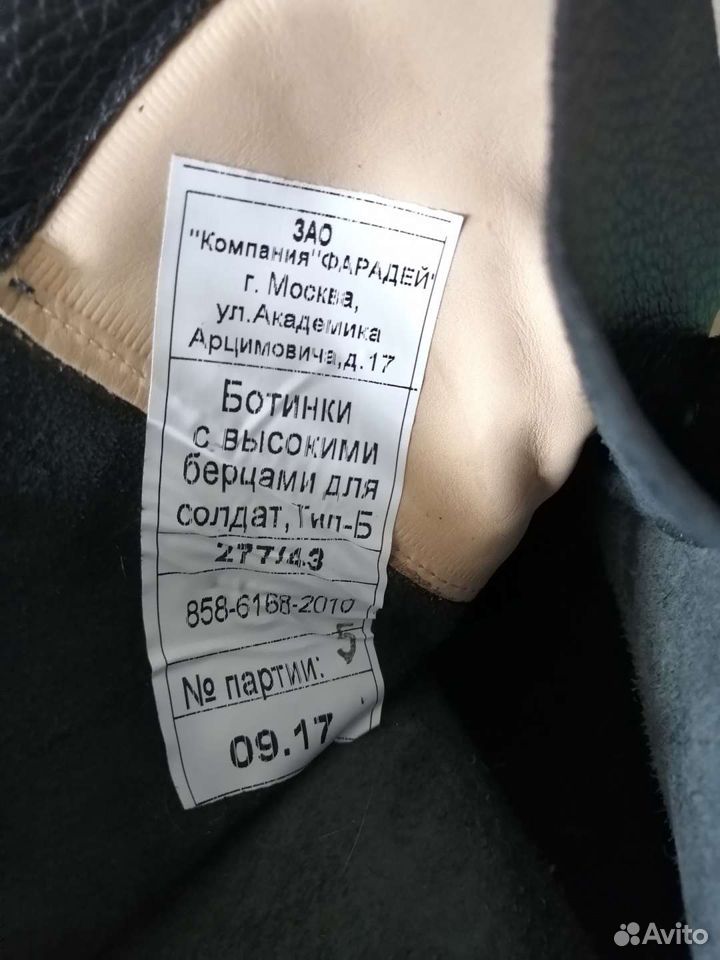 ЗАО
"Компания"ФАРАДЕЙ"
г. Москва,
ул.Академика
Арцимовича,д.17
Ботинки
с высокими
берцами для
солдат,Тип-Б
277/43
858-6168-2010
№ партии: 5
09.17
Avito